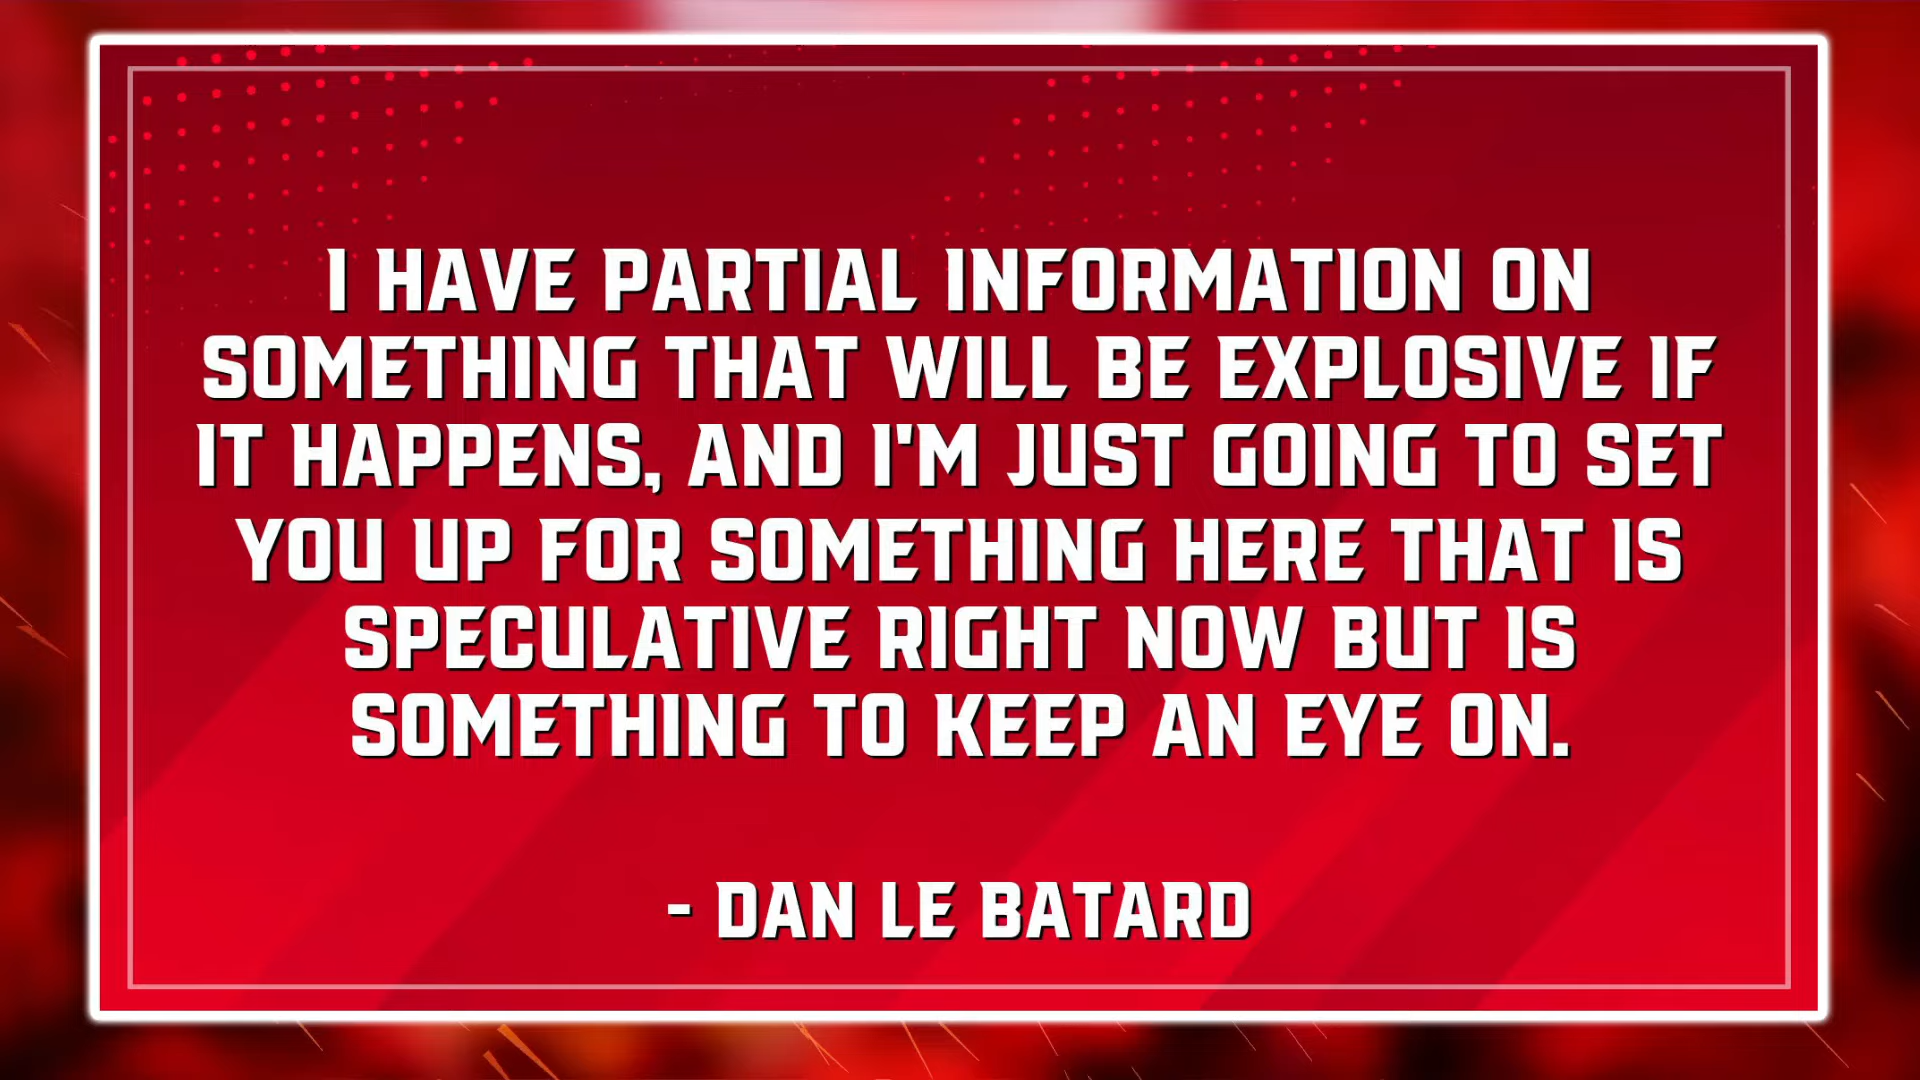 I HAVE PARTIAL INFORMATION ON
SOMETHING THAT WILL BE EXPLOSIVE IF
IT HAPPENS, AND I'M JUST GOING TO SET
YOU UP FOR SOMETHING HERE THAT IS
SPECULATIVE RIGHT NOW BUT IS
SOMETHING TO KEEP AN EYE ON.
- DAN LE BATARD